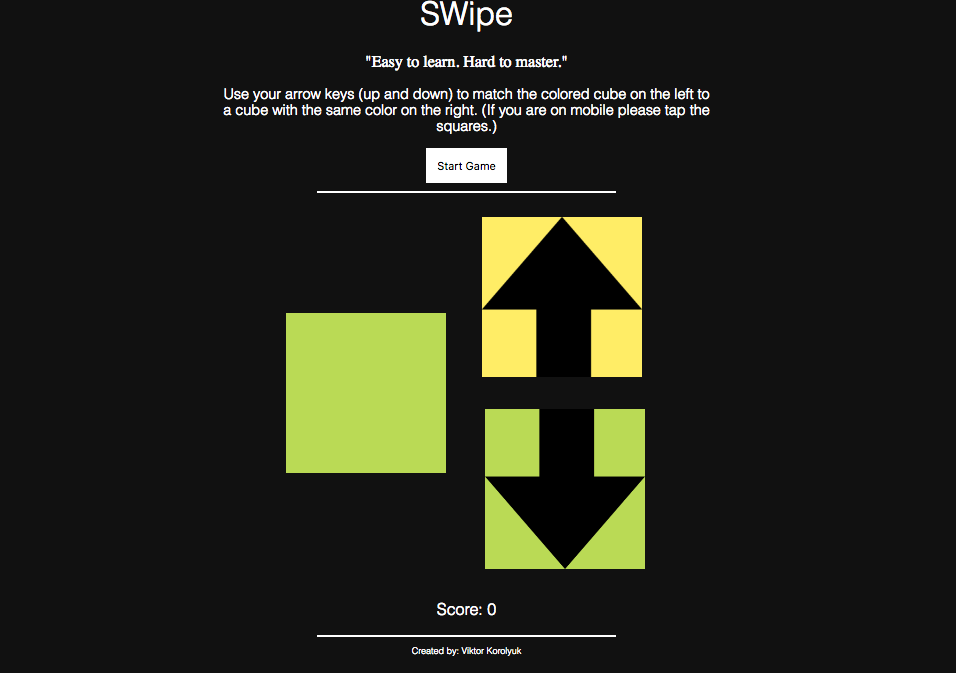 SWipe
"Easy to learn. Hard to master."
Use your arrow keys (up and down) to match the colored cube on the left to
a cube with the same color on the right. (If you are on mobile please tap the
squares.)
Start Game
Score: 0
Created by: Viktor Korolyuk